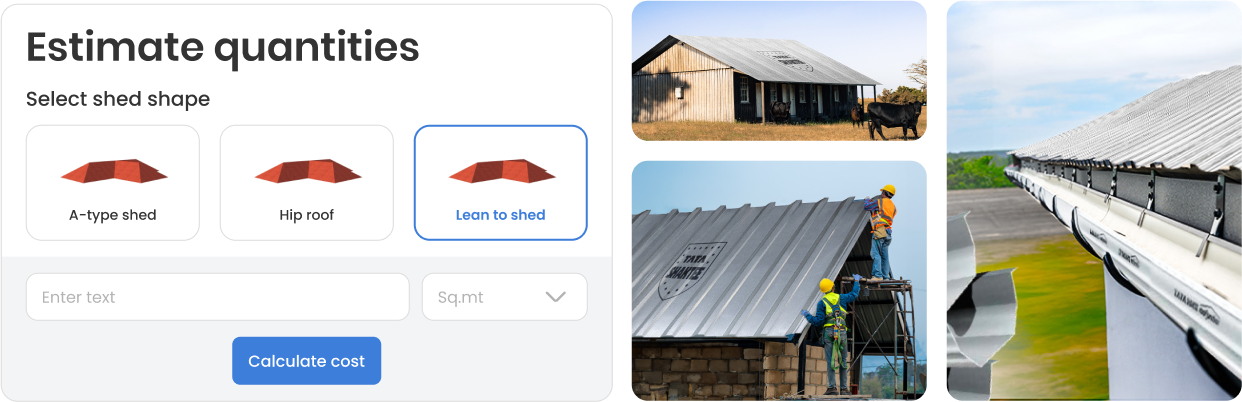 Estimate quantities
Select shed shape
A-type shed
Hip roof
Lean to shed
Enter text
Sq.mt
Calculate cost
TATA
SHAKTEE